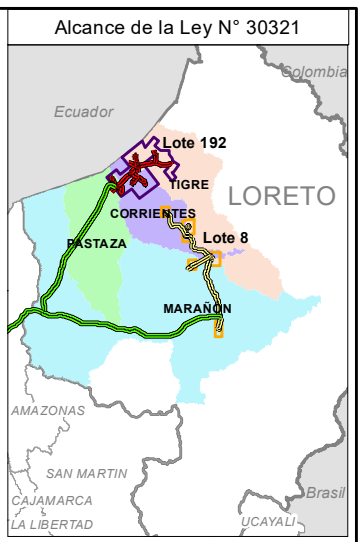 Alcance de la Ley N° 30321
Colombia
Ecuador
Lote 192
TIGRE
LORETO
CORRIENTES
Lote 8
PASTAZA
MARAÑON
AMAZONAS
SAN MARTIN
CAJAMARCA
Brasil
LA LIBERTAD
UCAYALI